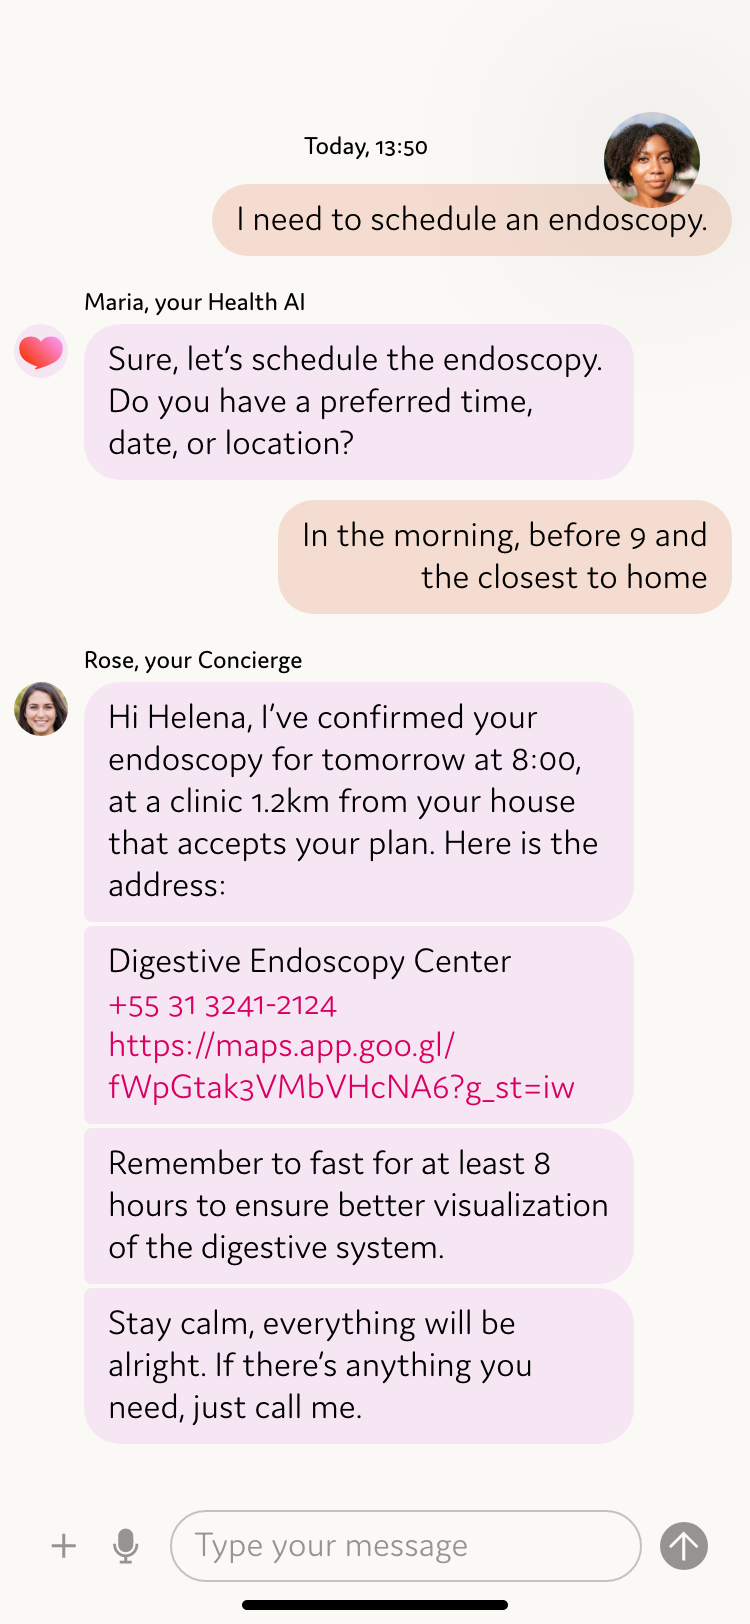 Today, 13:50
I need to schedule an endoscopy.
Maria, your Health AI
Sure, let’s schedule the endoscopy.
Do you have a preferred time,
date, or location?
In the morning, before 9 and
the closest to home
Rose, your Concierge
Hi Helena, I’ve confirmed your
endoscopy for tomorrow at 8:00,
at a clinic 1.2km from your house
that accepts your plan. Here is the
address:
Digestive Endoscopy Center
+55 31 3241-2124
https://maps.app.goo.gl/
fWpGtak3VMbVHcNA6?g_st=iw
Remember to fast for at least 8
hours to ensure better visualization
of the digestive system.
Stay calm, everything will be
alright. If there’s anything you
need, just call me.
Type your message